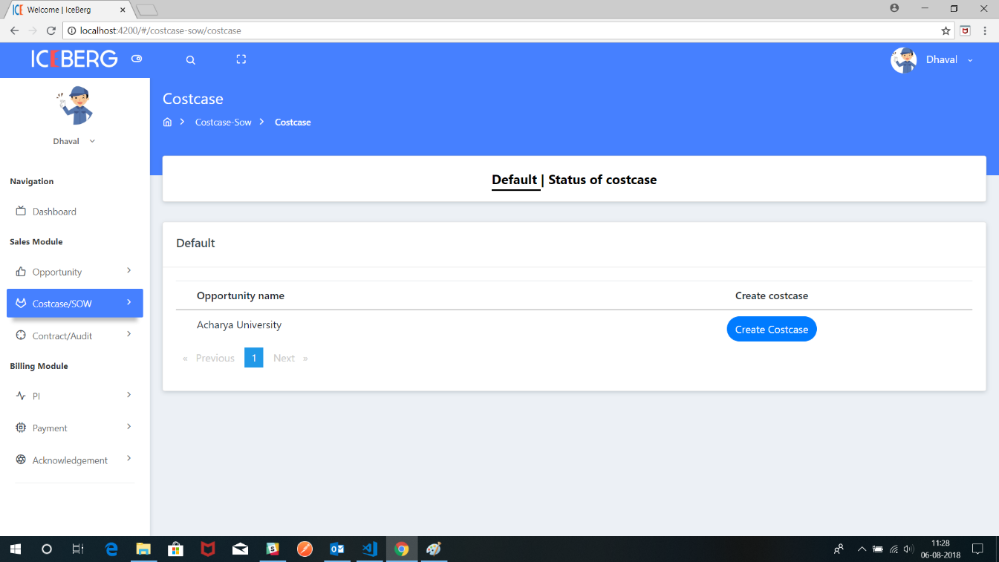 Welcome | IceBerg
localhost:4200/#/costcase-sow/costcase
ICEBERG
Dhaval
Dhaval
Navigation
Dashboard
Sales Module
Opportunity
Costcase/SOW
Contract/Audit
Billing Module
PI
Payment
Acknowledgement
Costcase
Costcase-Sow
Costcase
Default | Status of costcase
Default
Opportunity name Create costcase
Acharya University Create Costcase
« Previous 1 Next »
11:28
06-08-2018